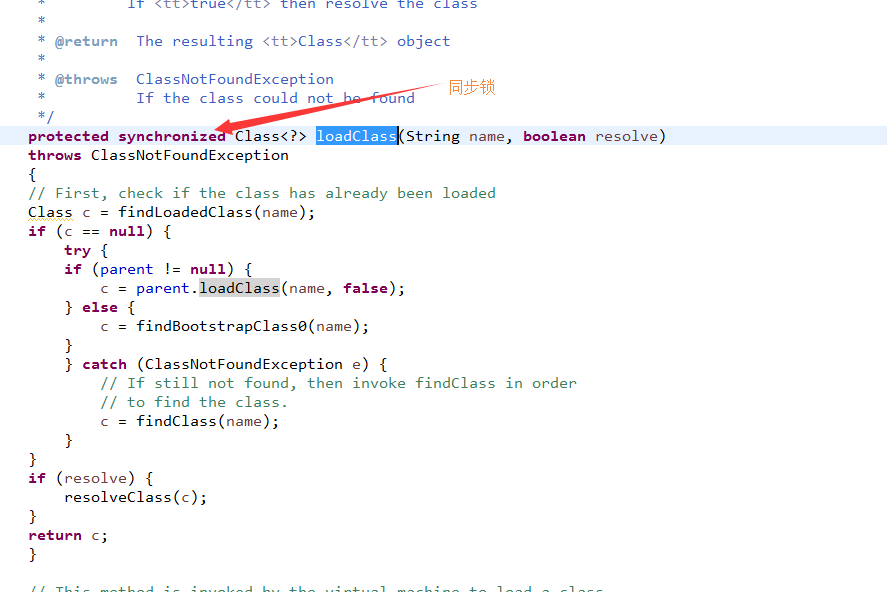 *          If <tt>true</tt> then resolve the class
*
* @return  The resulting <tt>Class</tt> object
*
* @throws  ClassNotFoundException
*          If the class could not be found
同步锁
*/
protected synchronized Class<?> loadClass(String name, boolean resolve)
throws ClassNotFoundException
{
// First, check if the class has already been loaded
Class c = findLoadedClass(name);
if (c == null) {
    try {
    if (parent != null) {
        c = parent.loadClass(name, false);
    } else {
        c = findBootstrapClass0(name);
    }
    } catch (ClassNotFoundException e) {
        // If still not found, then invoke findClass in order
        // to find the class.
        c = findClass(name);
    }
}
if (resolve) {
    resolveClass(c);
}
return c;
}
// This method is invoked by the virtual machine to load a class